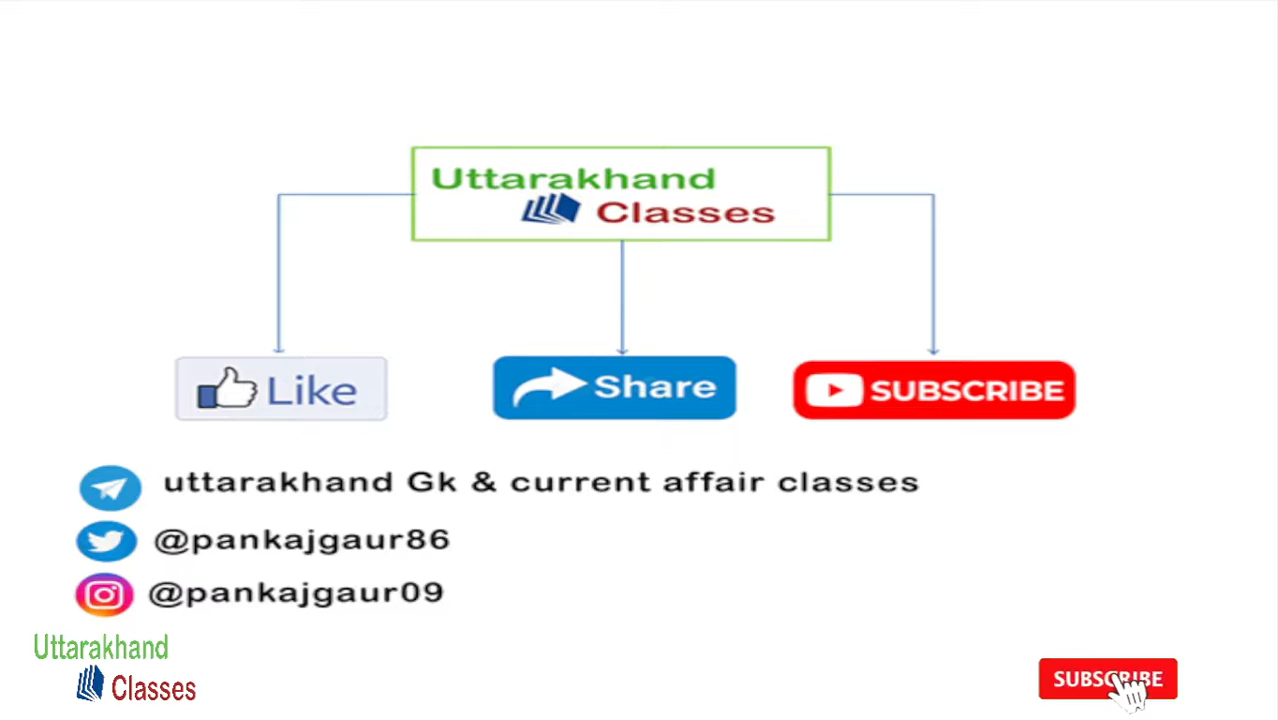 Uttarakhand
Classes
Like
Share
SUBSCRIBE
uttarakhand Gk & current affair classes
@pankajgaur86
@pankajgaur09
Uttarakhand
Classes
SUBSCRIBE